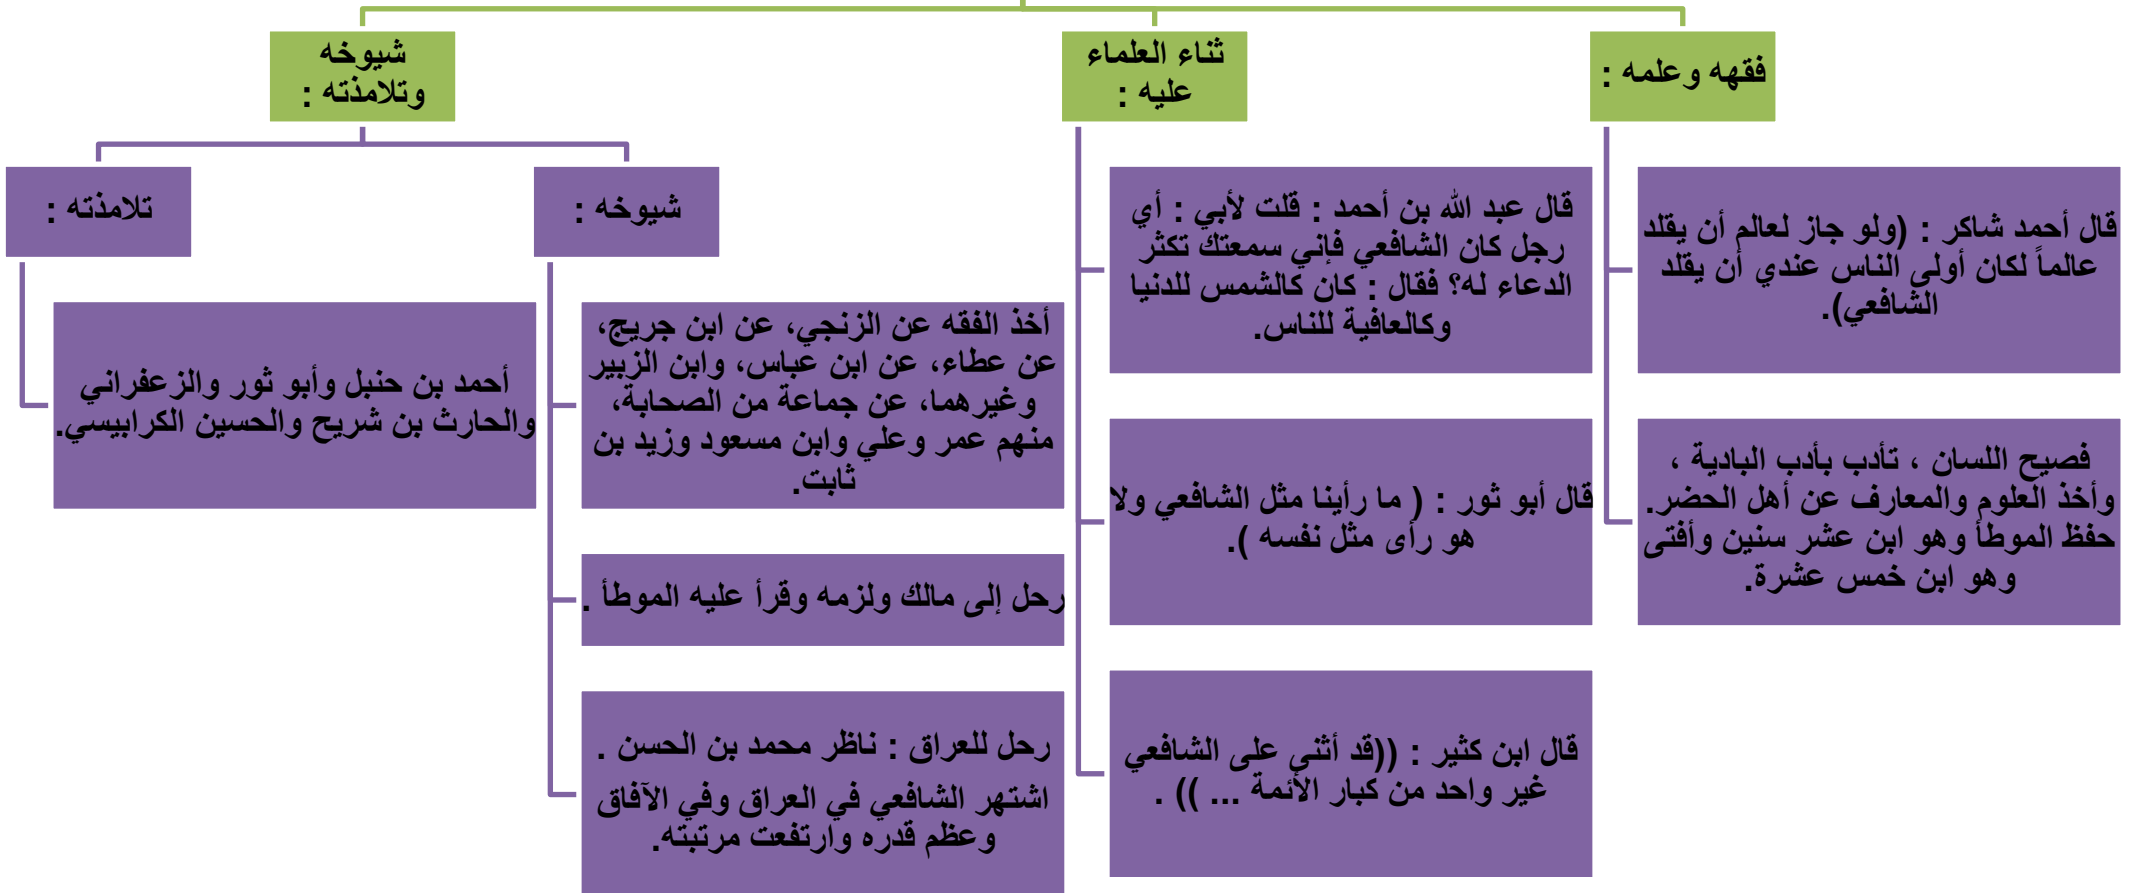 فقهه وعلمه :
قال أحمد شاكر : (ولو جاز لعالم أن يقلد
عالماً لكان أولى الناس عندي أن يقلد
الشافعي).
فصيح اللسان ، تأدب بأدب البادية ،
وأخذ العلوم والمعارف عن أهل الحضر.
حفظ الموطأ وهو ابن عشر سنين وأفتى
وهو ابن خمس عشرة.
ثناء العلماء
عليه :
قال عبد الله بن أحمد : قلت لأبي : أي
رجل كان الشافعي فإني سمعتك تكثر
الدعاء له؟ فقال : كان كالشمس للدنيا
وكالعافية للناس.
قال أبو ثور : ( ما رأينا مثل الشافعي ولا
هو رأى مثل نفسه ).
قال ابن كثير : ((قد أثنى على الشافعي
غير واحد من كبار الأئمة ... )) .
شيوخه
وتلامذته :
شيوخه :
أخذ الفقه عن الزنجي، عن ابن جريج،
عن عطاء، عن ابن عباس، وابن الزبير
وغيرهما، عن جماعة من الصحابة،
منهم عمر وعلي وابن مسعود وزيد بن
ثابت.
رحل إلى مالك ولزمه وقرأ عليه الموطأ .
رحل للعراق : ناظر محمد بن الحسن .
اشتهر الشافعي في العراق وفي الآفاق
وعظم قدره وارتفعت مرتبته.
تلامذته :
أحمد بن حنبل وأبو ثور والزعفراني
والحارث بن شريح والحسين الكرابيسي.